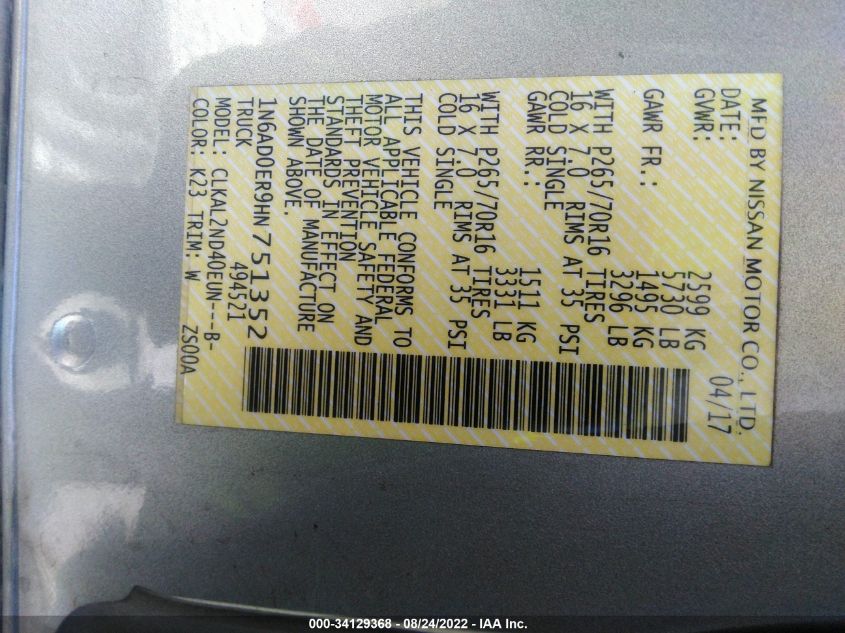 MFD BY NISSAN MOTOR CO., LTD.
DATE: 04/17
GVWR: 2599 KG
5730 LB
GAWR FR.: 1495 KG
3296 LB
WITH P265/70R16 TIRES
16 X 7.0 RIMS AT 35 PSI
COLD SINGLE
GAWR RR.: 1511 KG
3331 LB
WITH P265/70R16 TIRES
16 X 7.0 RIMS AT 35 PSI
COLD SINGLE
THIS VEHICLE CONFORMS TO
ALL APPLICABLE FEDERAL
MOTOR VEHICLE SAFETY AND
THEFT PREVENTION
STANDARDS IN EFFECT ON
THE DATE OF MANUFACTURE
SHOWN ABOVE.
1N6AD0ER9HN751352
TRUCK 494521
MODEL: CLKAL2ND40EUN---B-
COLOR: K23 TRIM: W ZS00A
000-34129368 - 08/24/2022 - IAA Inc.